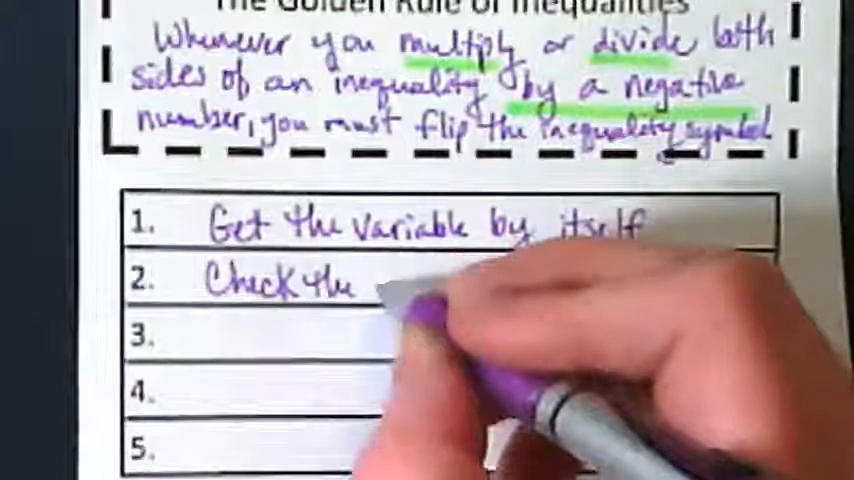 The Golden Rule of Inequalities
Whenever you multiply or divide both
sides of an inequality by a negative
number, you must flip the inequality symbol
1. Get the variable by itself
2. Check the
3.
4.
5.